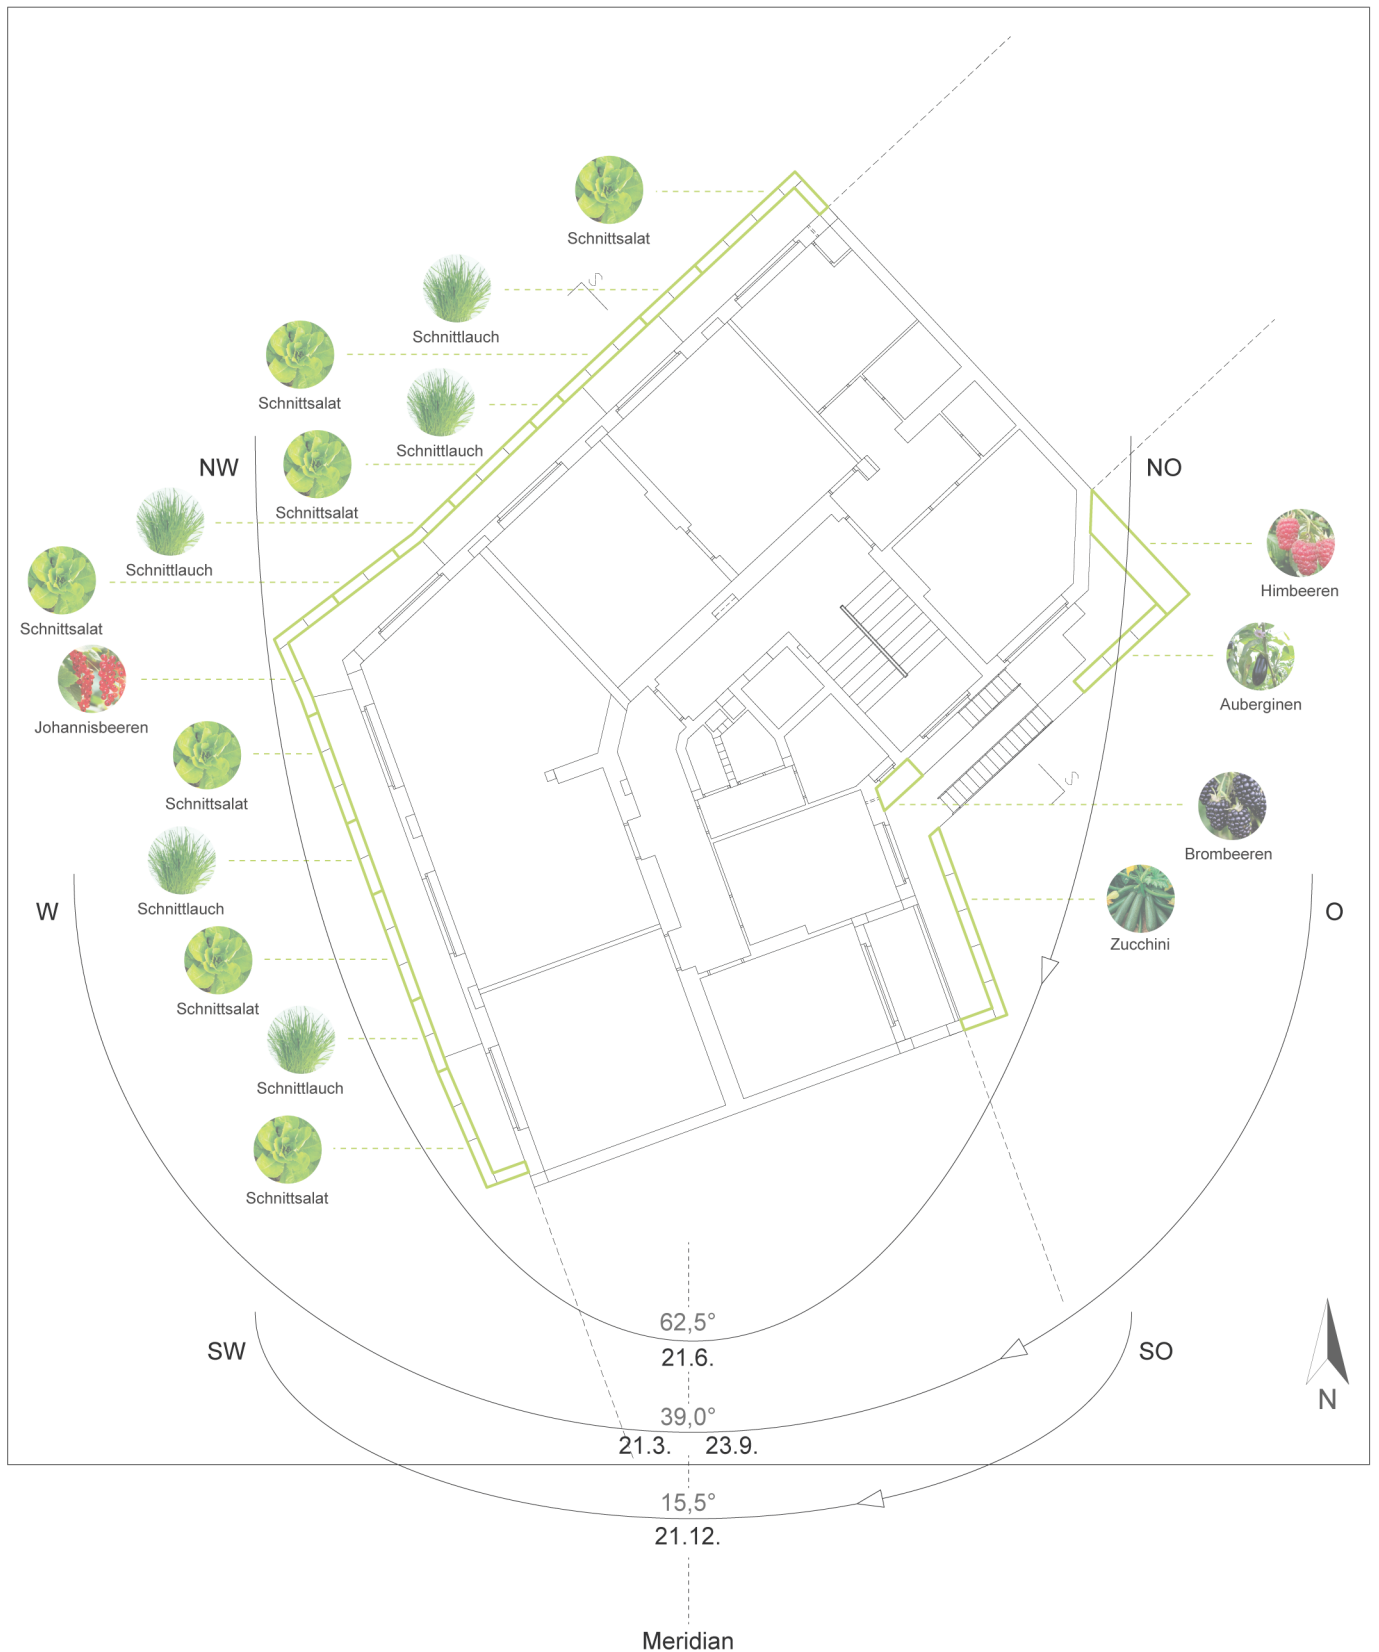 Schnittsalat
S
Schnittlauch
Schnittsalat
Schnittlauch
NW
NO
Schnittsalat
Schnittlauch
Himbeeren
Schnittsalat
Auberginen
Johannisbeeren
S
Schnittsalat
Brombeeren
Schnittlauch
W
O
Zucchini
Schnittsalat
Schnittlauch
Schnittsalat
62,5°
SW
SO
21.6.
N
39,0°
21.3. 23.9.
15,5°
21.12.
Meridian